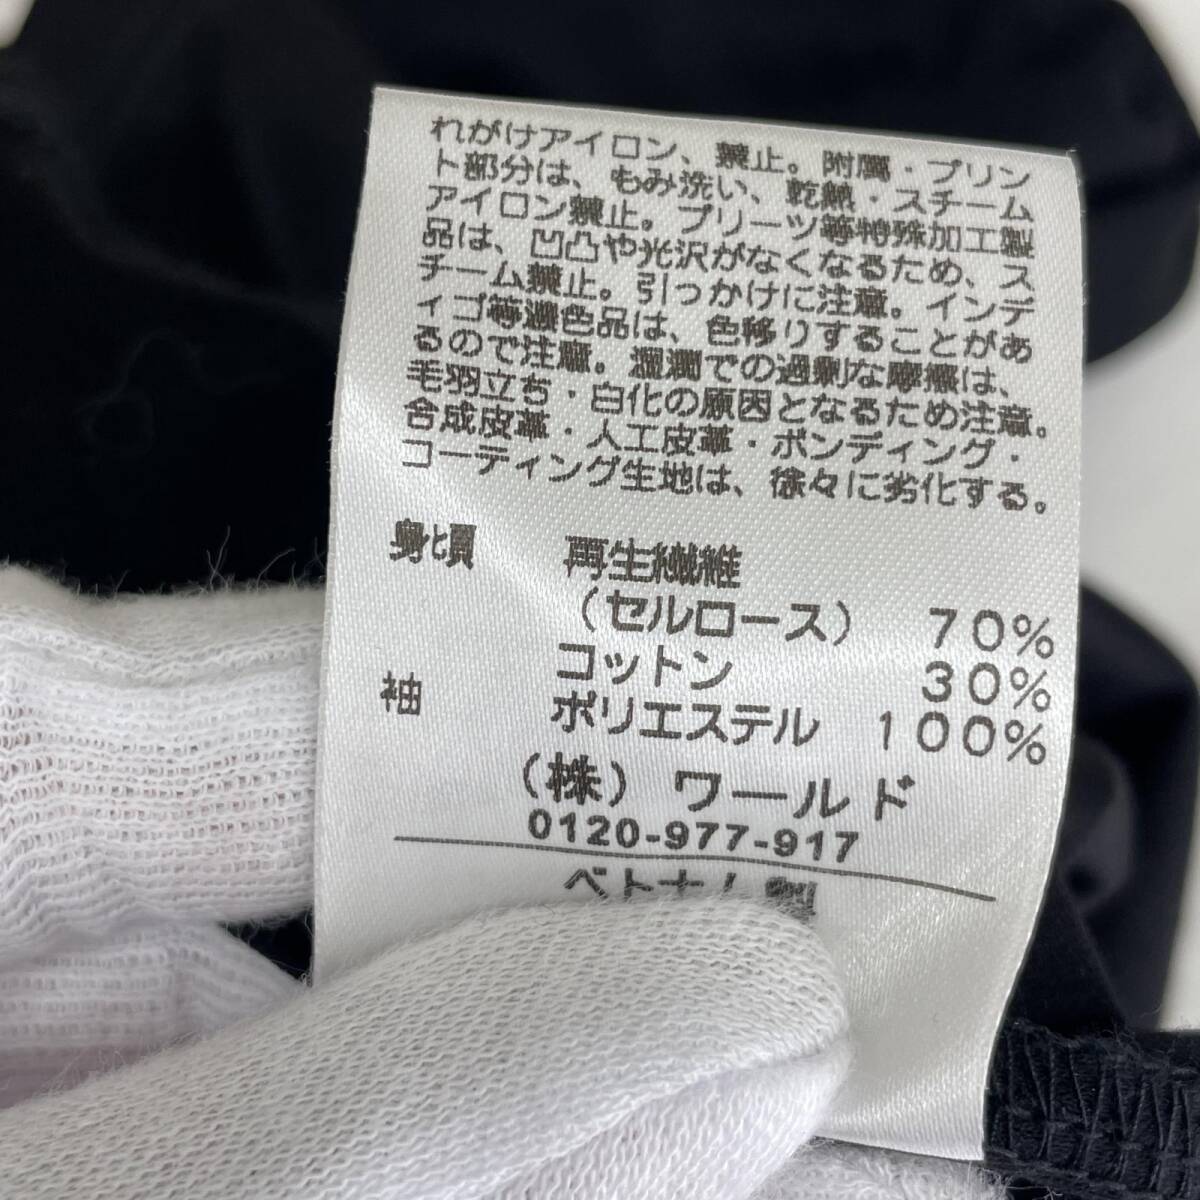 れがけアイロン、禁止。附属・プリン
ト部分は、もみ洗い、乾熱・スチーム
アイロン禁止。プリーツ等特殊加工製
品は、凹凸や光沢がなくなるため、ス
チーム禁止。引っかけに注意。インデ
ィゴ等濃色品は、色移りすることがあ
るので注意。湿潤での過剰な摩擦は、
毛羽立ち・白化の原因となるため注意。
合成皮革・人工皮革・ボンディング・
コーティング生地は、徐々に劣化する。
身頃 再生繊維
(セルロース) 70%
コットン 30%
袖 ポリエステル 100%
(株) ワールド
0120-977-917
ベトナム製